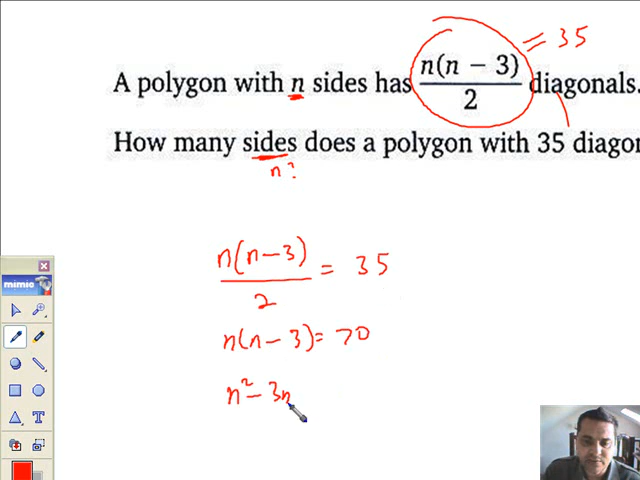 = 35
A polygon with n sides has n(n − 3)/2 diagonals.
How many sides does a polygon with 35 diagon
n?
n(n−3)/2 = 35
n(n−3)=70
n²−3n
mimio
T